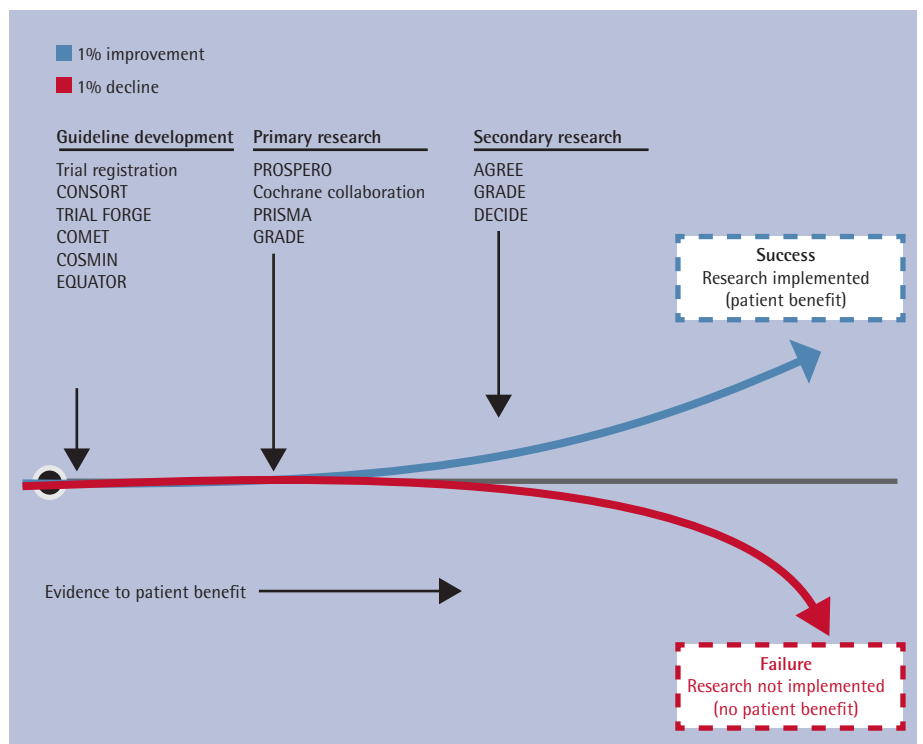 1% improvement
1% decline
Guideline development
Trial registration
CONSORT
TRIAL FORGE
COMET
COSMIN
EQUATOR
Primary research
PROSPERO
Cochrane collaboration
PRISMA
GRADE
Secondary research
AGREE
GRADE
DECIDE
Success
Research implemented
(patient benefit)
Evidence to patient benefit
Failure
Research not implemented
(no patient benefit)